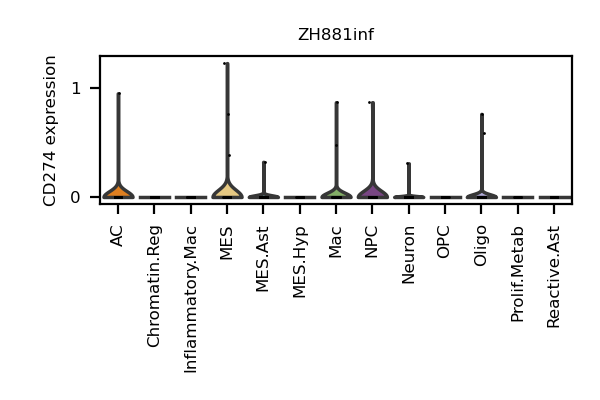 ZH881inf
CD274 expression
1
0
AC
Chromatin.Reg
Inflammatory.Mac
MES
MES.Ast
MES.Hyp
Mac
NPC
Neuron
OPC
Oligo
Prolif.Metab
Reactive.Ast